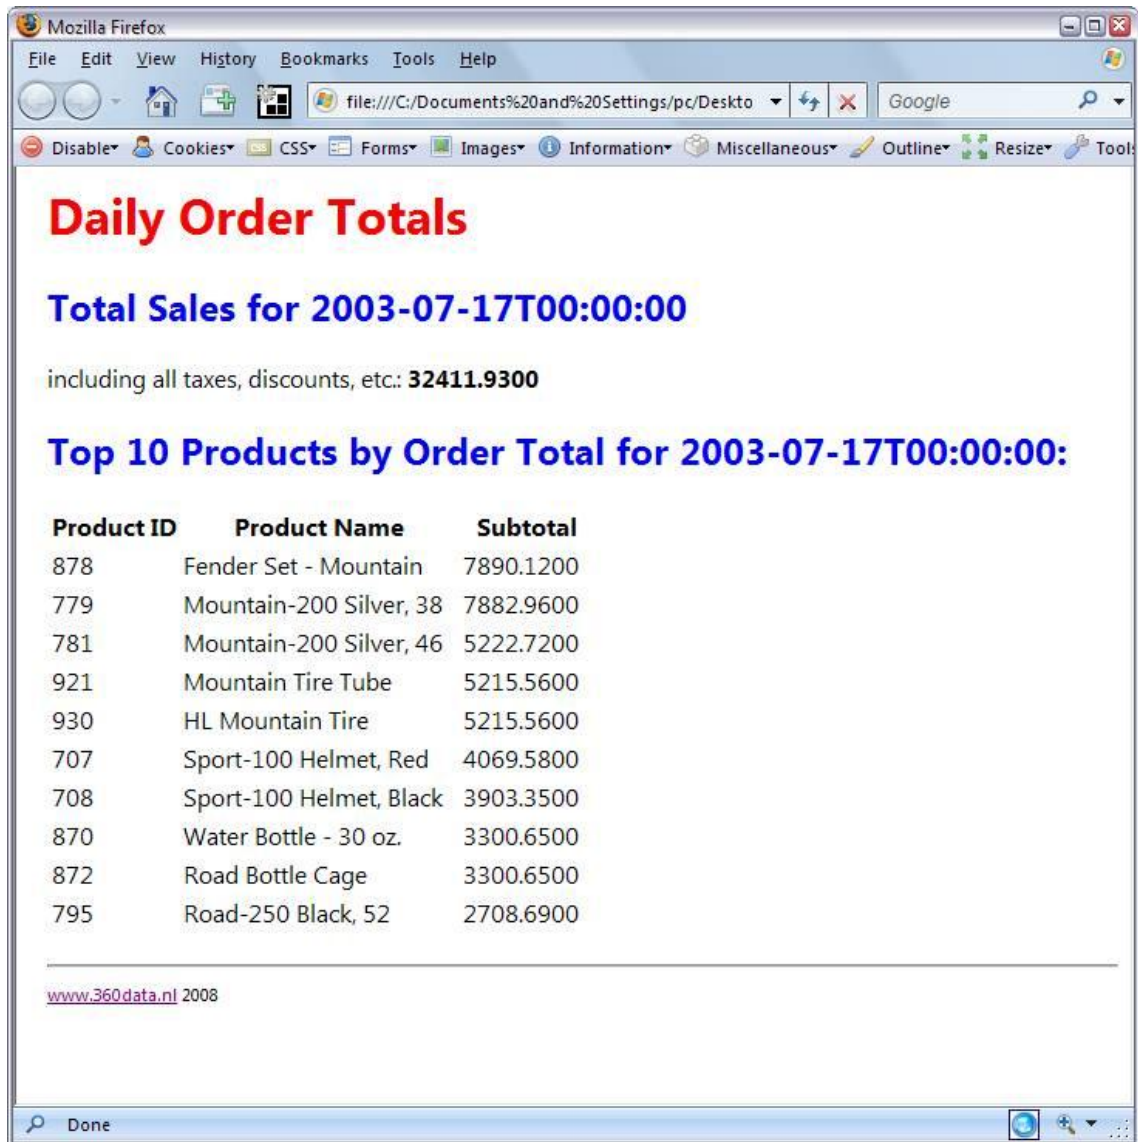 Mozilla Firefox
File Edit View History Bookmarks Tools Help
file:///C:/Documents%20and%20Settings/pc/Deskto Google
Disable Cookies CSS Forms Images Information Miscellaneous Outline Resize Tools
Daily Order Totals
Total Sales for 2003-07-17T00:00:00
including all taxes, discounts, etc.: 32411.9300
Top 10 Products by Order Total for 2003-07-17T00:00:00:
Product ID Product Name Subtotal
878 Fender Set - Mountain 7890.1200
779 Mountain-200 Silver, 38 7882.9600
781 Mountain-200 Silver, 46 5222.7200
921 Mountain Tire Tube 5215.5600
930 HL Mountain Tire 5215.5600
707 Sport-100 Helmet, Red 4069.5800
708 Sport-100 Helmet, Black 3903.3500
870 Water Bottle - 30 oz. 3300.6500
872 Road Bottle Cage 3300.6500
795 Road-250 Black, 52 2708.6900
www.360data.nl 2008
Done